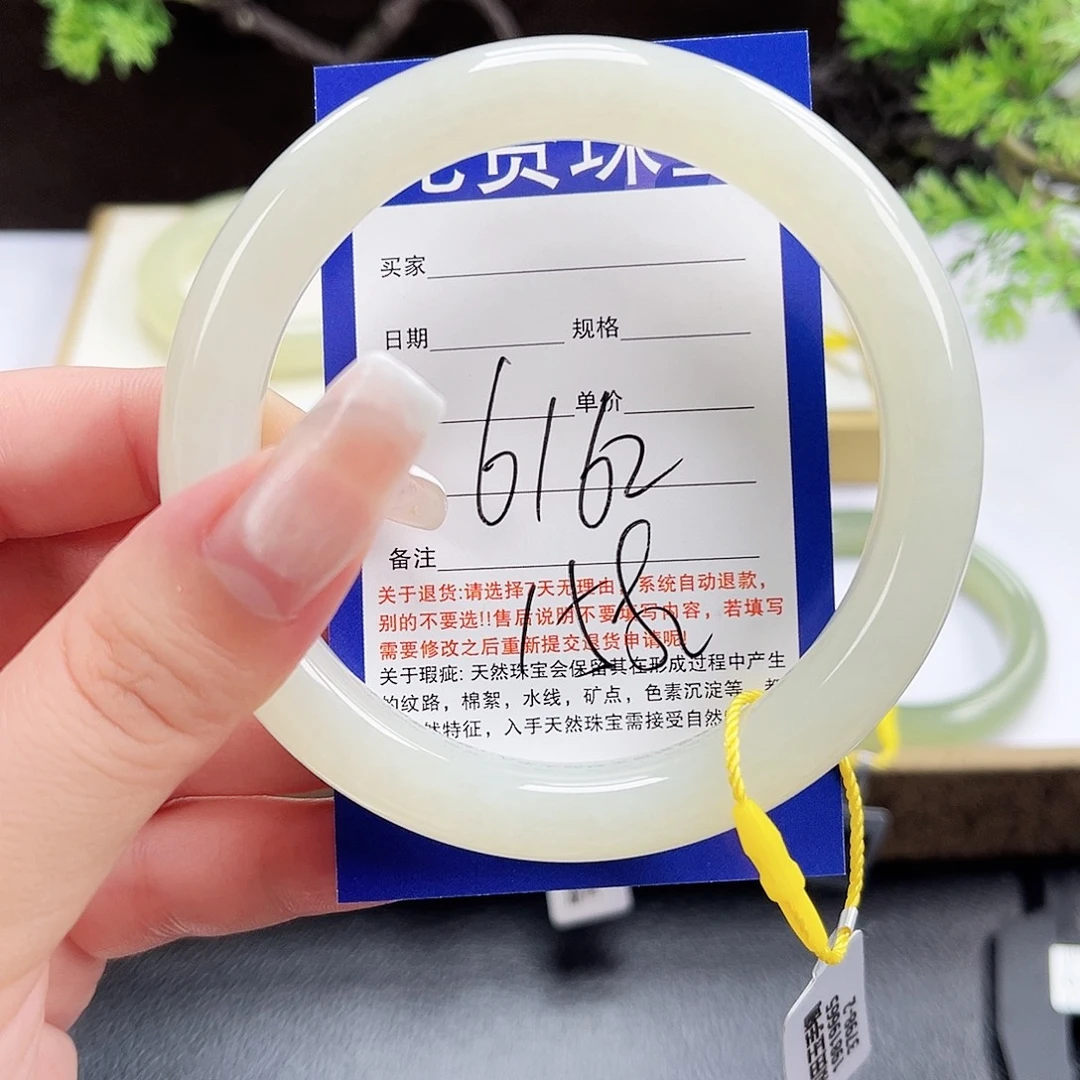 贡珠
买家
日期 规格
单价
6162
158
备注
关于退货:请选择7天无理由,系统自动退款,
别的不要选!!售后说明不要填写内容,若填写
需要修改之后重新提交退货申请呢!
关于瑕疵: 天然珠宝会保留其在形成过程中产生
的纹路,棉絮,水线,矿点,色素沉淀等
特征,入手天然珠宝需接受自然